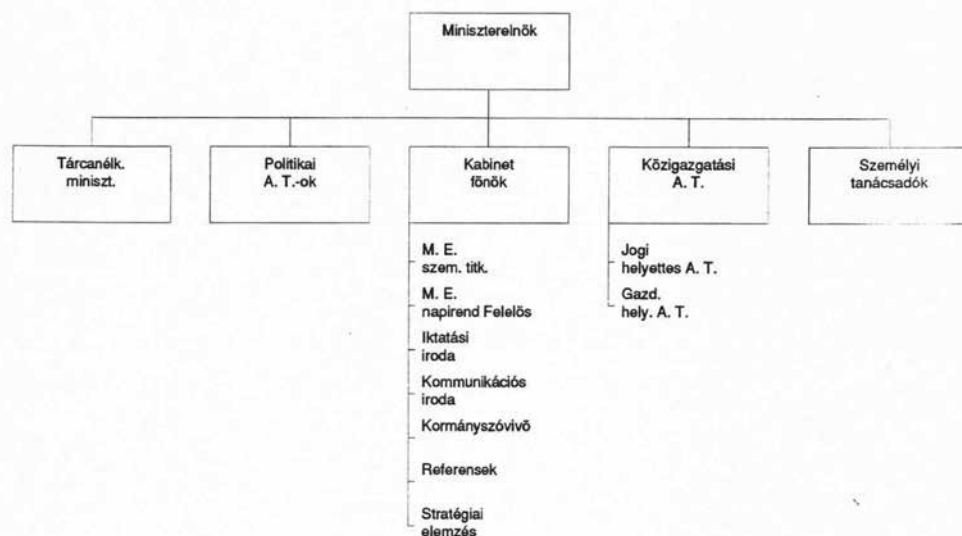 Miniszterelnök
Tárcanélk.
miniszt.
Politikai
A. T.-ok
Kabinet
főnök
Közigazgatási
A. T.
Személyi
tanácsadók
M. E.
szem. titk.
M. E.
napirend Felelős
Iktatási
iroda
Kommunikációs
iroda
Kormányszóvivő
Referensek
Stratégiai
elemzés
Jogi
helyettes A. T.
Gazd.
hely. A. T.